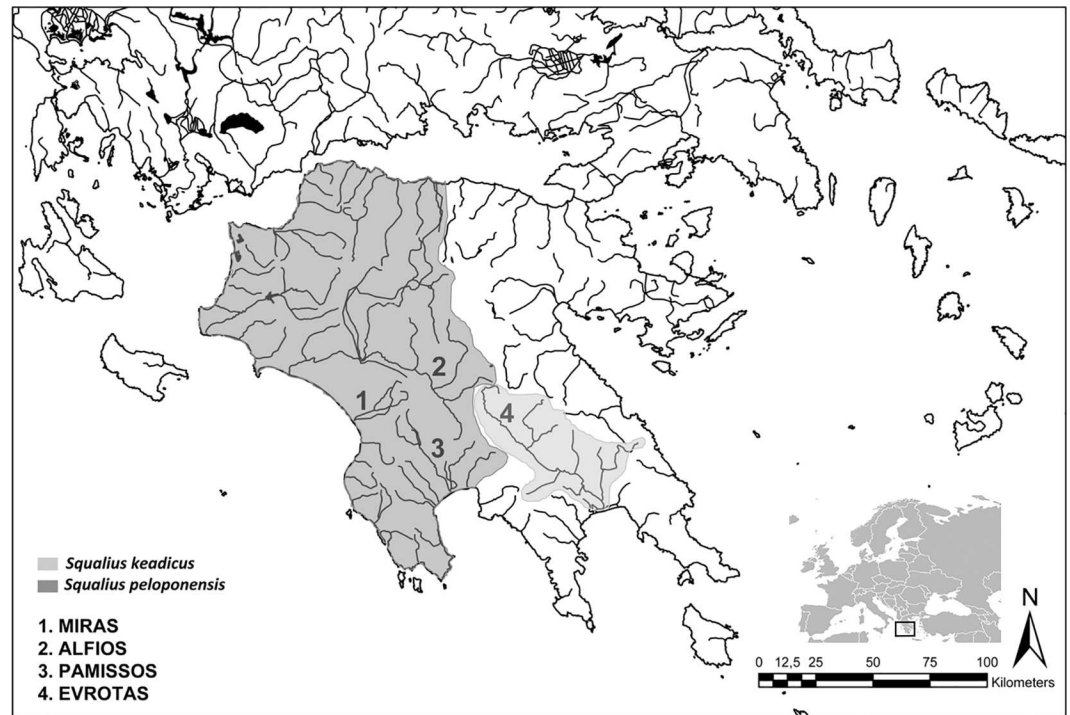 1
2
3
4
Squalius keadicus
Squalius peloponensis
1. MIRAS
2. ALFIOS
3. PAMISSOS
4. EVROTAS
N
0 12,5 25 50 75 100
Kilometers